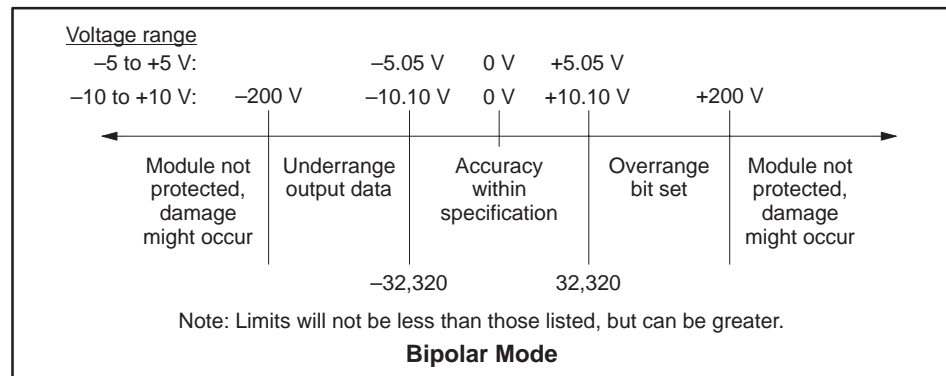 Voltage range
–5 to +5 V: –5.05 V 0 V +5.05 V
–10 to +10 V: –200 V –10.10 V 0 V +10.10 V +200 V
Module not protected, damage might occur
Underrange output data
Accuracy within specification
Overrange bit set
Module not protected, damage might occur
–32,320 32,320
Note: Limits will not be less than those listed, but can be greater.
Bipolar Mode